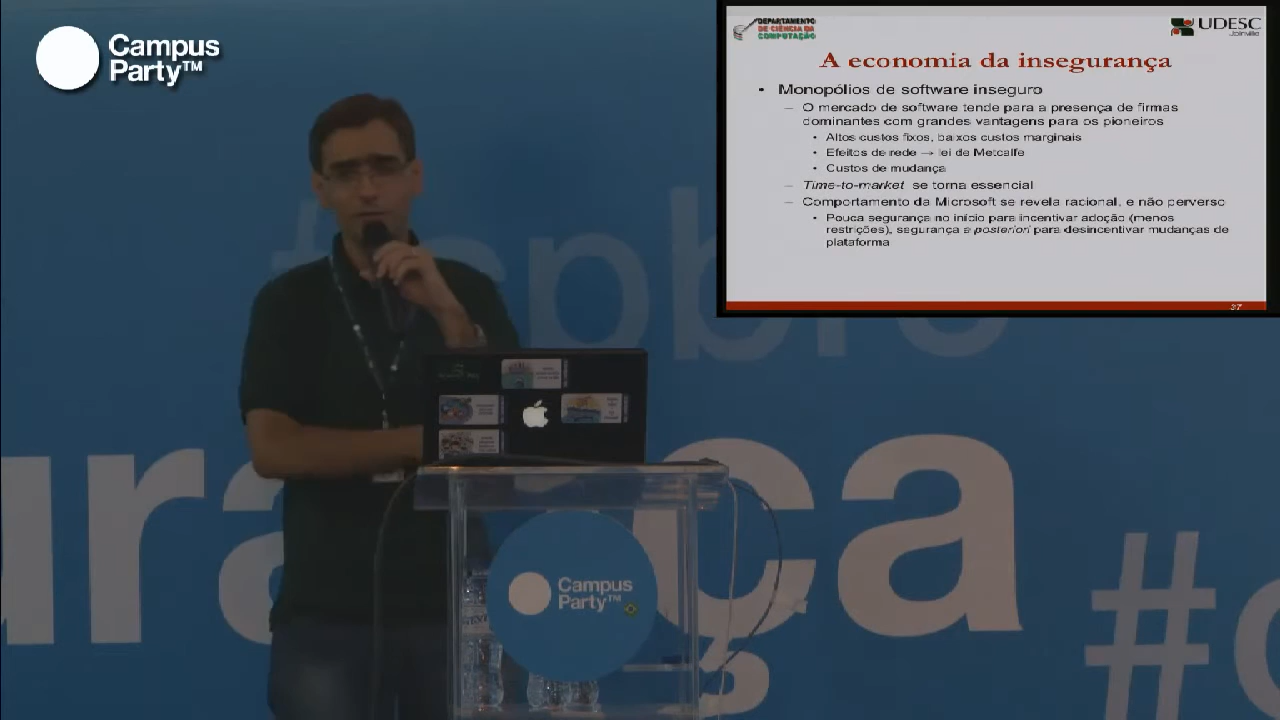 Campus
Party™
DEPARTAMENTO
DE CIÊNCIA DA
COMPUTAÇÃO
UDESC
Joinville
A economia da insegurança
• Monopólios de software inseguro
– O mercado de software tende para a presença de firmas
dominantes com grandes vantagens para os pioneiros
• Altos custos fixos, baixos custos marginais
• Efeitos de rede → lei de Metcalfe
• Custos de mudança
– Time-to-market se torna essencial
– Comportamento da Microsoft se revela racional, e não perverso
• Pouca segurança no início para incentivar adoção (menos
restrições), segurança a posteriori para desincentivar mudanças de
plataforma
37
#cpbr6
urança
#c
Campus
Party™